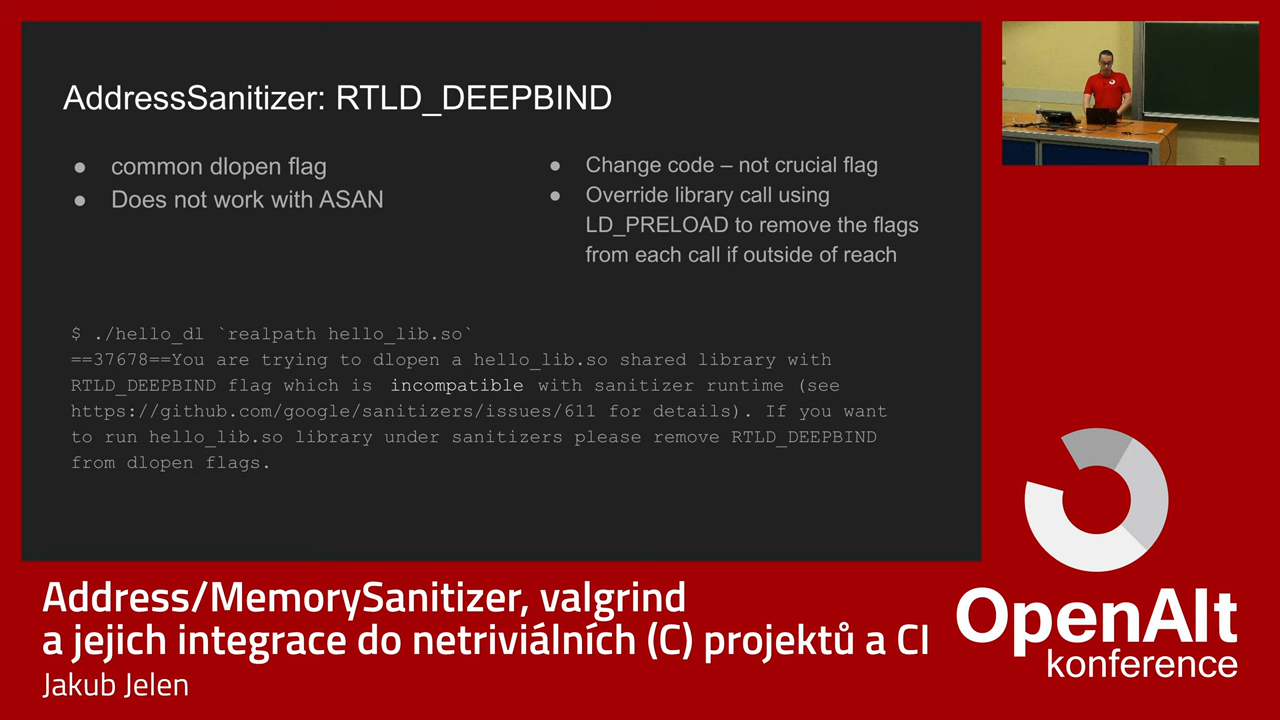 AddressSanitizer: RTLD_DEEPBIND
● common dlopen flag
● Does not work with ASAN
● Change code – not crucial flag
● Override library call using
LD_PRELOAD to remove the flags
from each call if outside of reach
$ ./hello_dl `realpath hello_lib.so`
==37678==You are trying to dlopen a hello_lib.so shared library with
RTLD_DEEPBIND flag which is incompatible with sanitizer runtime (see
https://github.com/google/sanitizers/issues/611 for details). If you want
to run hello_lib.so library under sanitizers please remove RTLD_DEEPBIND
from dlopen flags.
Address/MemorySanitizer, valgrind
a jejich integrace do netriviálních (C) projektů a CI
Jakub Jelen
OpenAlt
konference